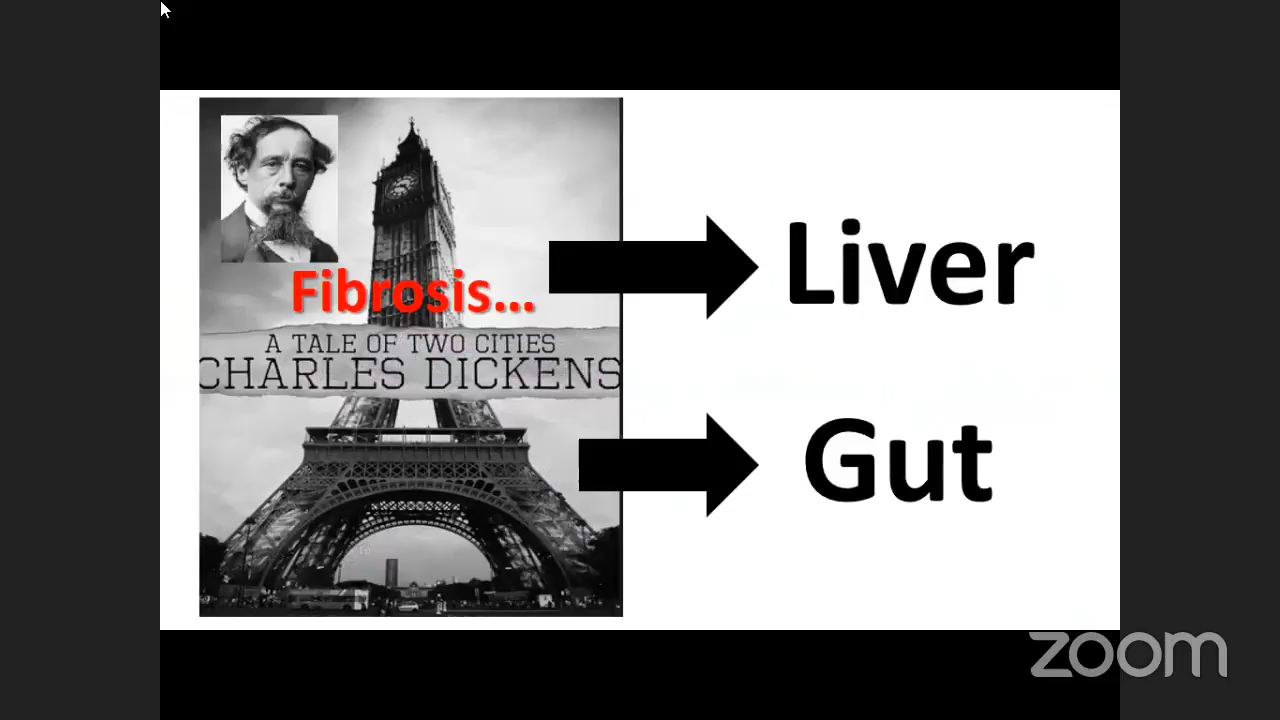 Fibrosis...
A TALE OF TWO CITIES
CHARLES DICKENS
Liver
Gut
zoom